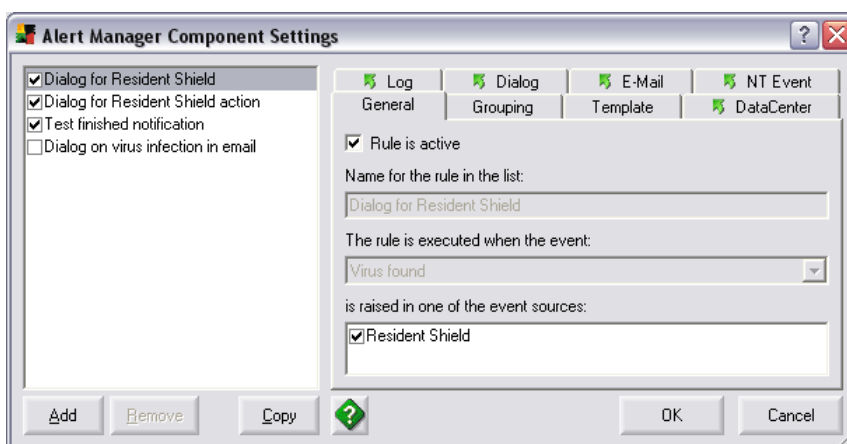 Alert Manager Component Settings
Dialog for Resident Shield
Dialog for Resident Shield action
Test finished notification
Dialog on virus infection in email
Log
Dialog
E-Mail
NT Event
General
Grouping
Template
DataCenter
Rule is active
Name for the rule in the list:
Dialog for Resident Shield
The rule is executed when the event:
Virus found
is raised in one of the event sources:
Resident Shield
Add
Remove
Copy
?
OK
Cancel